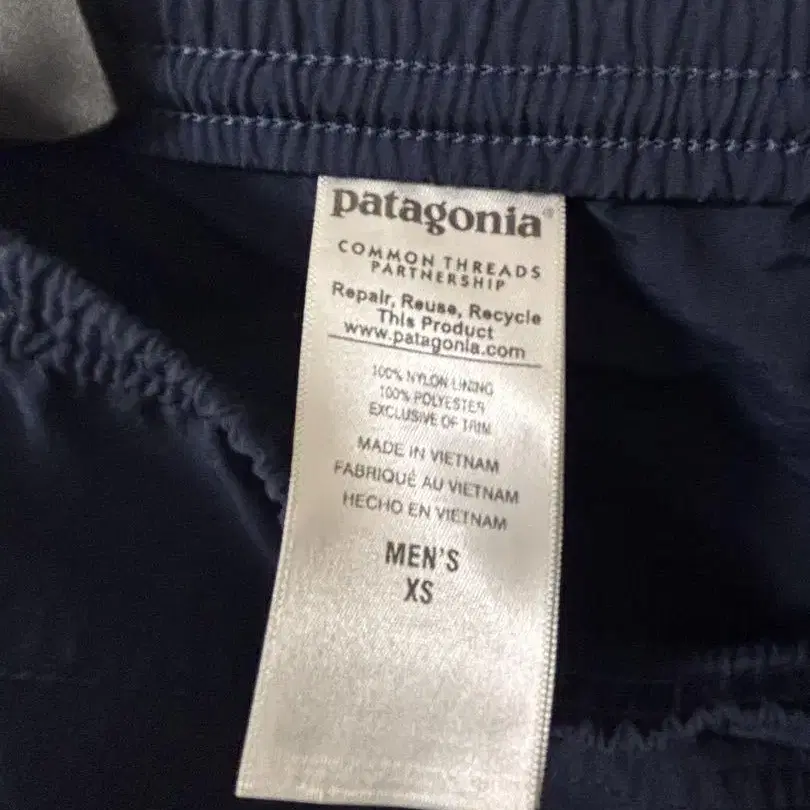 patagonia®
COMMON THREADS
PARTNERSHIP
Repair, Reuse, Recycle
This Product
www.patagonia.com
100% NYLON LINING
100% POLYESTER
EXCLUSIVE OF TRIM
MADE IN VIETNAM
FABRIQUÉ AU VIETNAM
HECHO EN VIETNAM
MEN'S
XS